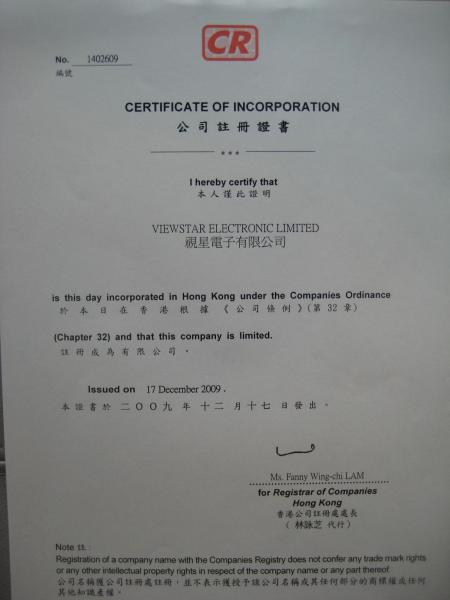 CR
No. 1402609
編號
CERTIFICATE OF INCORPORATION
公司註冊證書
***
I hereby certify that
本人謹此證明
VIEWSTAR ELECTRONIC LIMITED
視星電子有限公司
is this day incorporated in Hong Kong under the Companies Ordinance
於本日在香港根據《公司條例》(第32章)
(Chapter 32) and that this company is limited.
註冊成為有限公司。
Issued on 17 December 2009.
本證書於二〇〇九年十二月十七日發出。
Ms. Fanny Wing-chi LAM
for Registrar of Companies
Hong Kong
香港公司註冊處處長
(林詠芝 代行)
Note 註:
Registration of a company name with the Companies Registry does not confer any trade mark rights
or any other intellectual property rights in respect of the company name or any part thereof.
公司名稱獲公司註冊處註冊,並不表示獲授予該公司名稱或其任何部分的商標權或任何
其他知識產權。